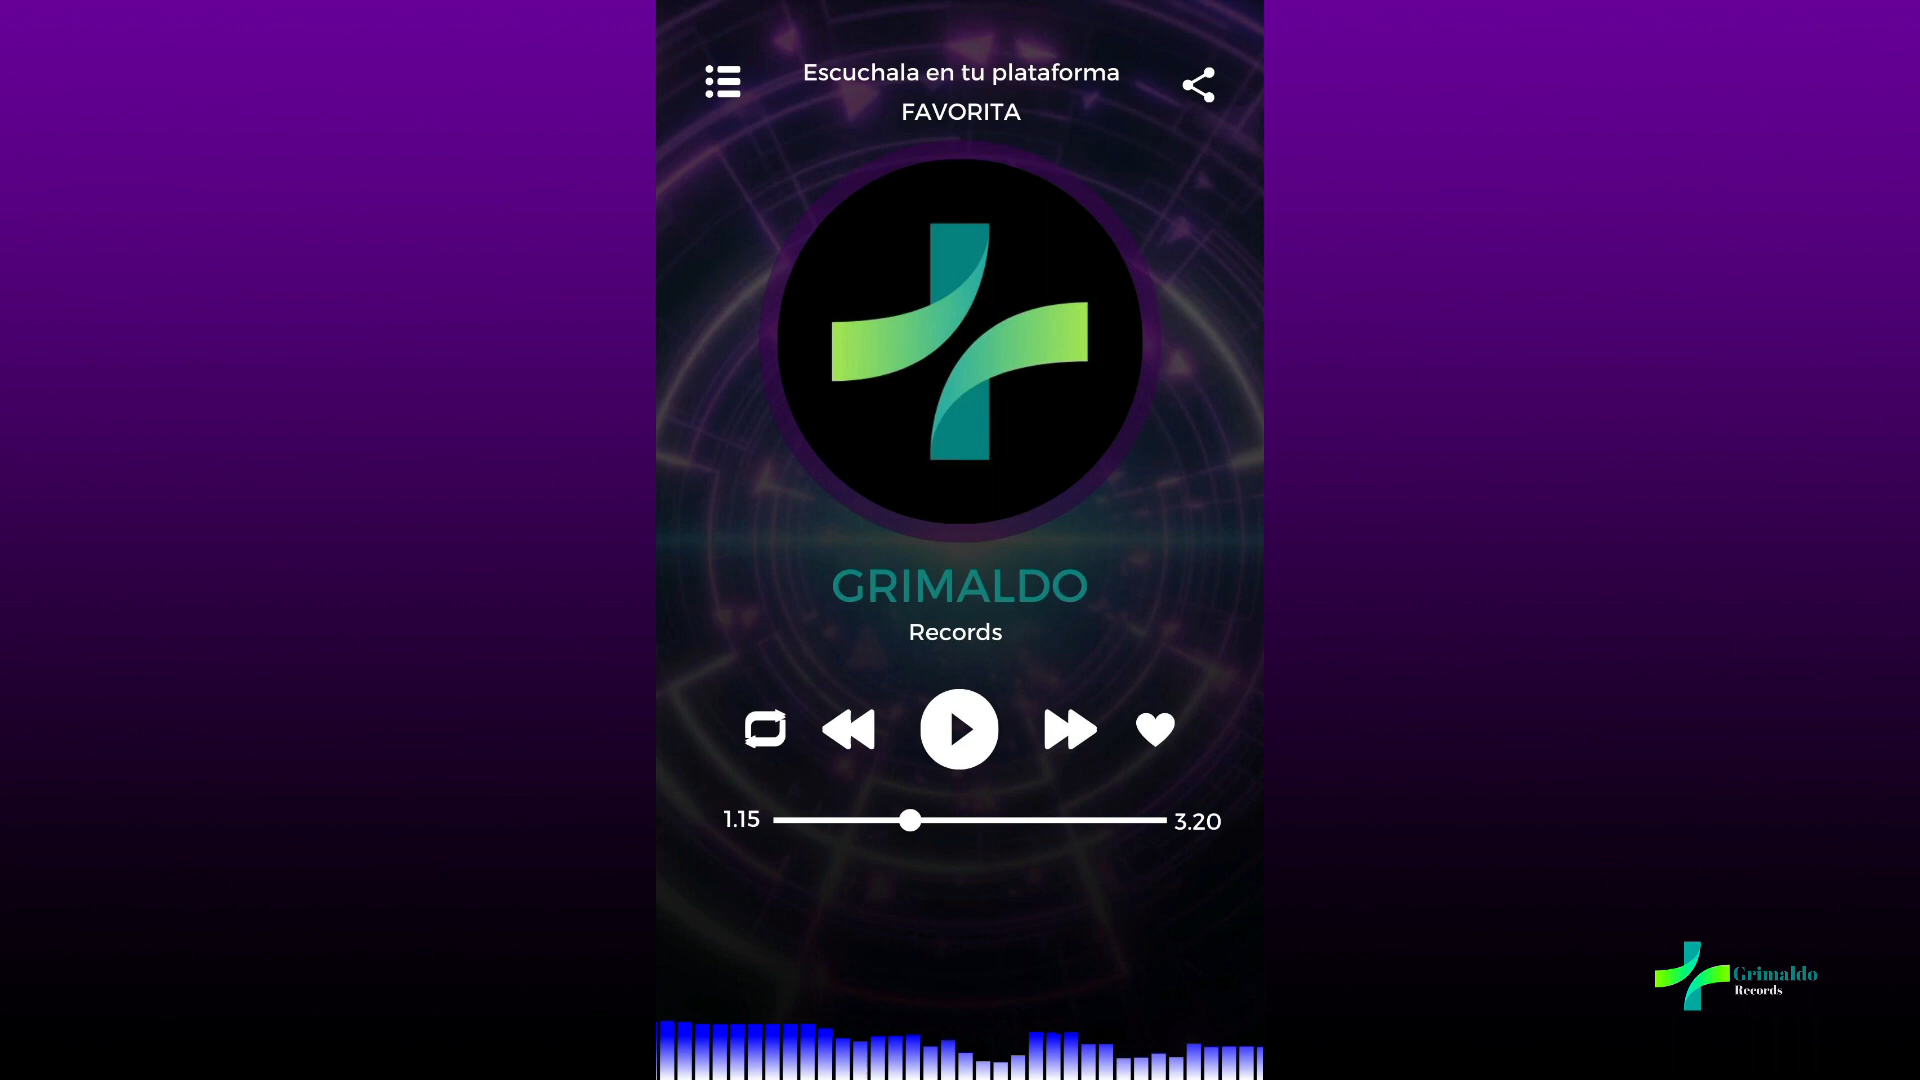 Escuchala en tu plataforma
FAVORITA
GRIMALDO
Records
1.15
3.20
Grimaldo
Records